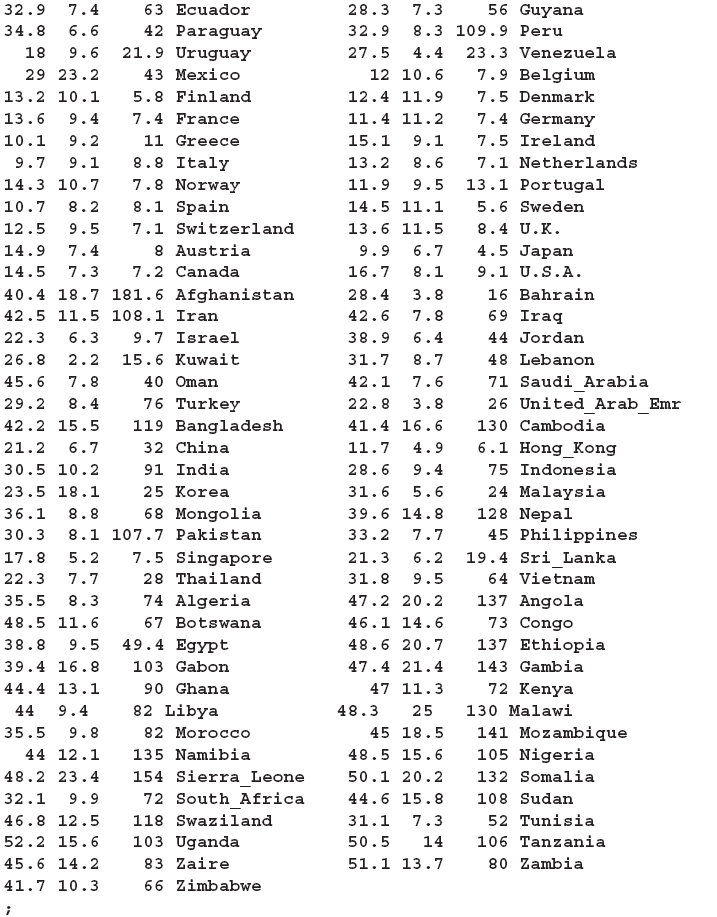 32.9 7.4 63 Ecuador 28.3 7.3 56 Guyana
34.8 6.6 42 Paraguay 32.9 8.3 109.9 Peru
18 9.6 21.9 Uruguay 27.5 4.4 23.3 Venezuela
29 23.2 43 Mexico 12 10.6 7.9 Belgium
13.2 10.1 5.8 Finland 12.4 11.9 7.5 Denmark
13.6 9.4 7.4 France 11.4 11.2 7.4 Germany
10.1 9.2 11 Greece 15.1 9.1 7.5 Ireland
9.7 9.1 8.8 Italy 13.2 8.6 7.1 Netherlands
14.3 10.7 7.8 Norway 11.9 9.5 13.1 Portugal
10.7 8.2 8.1 Spain 14.5 11.1 5.6 Sweden
12.5 9.5 7.1 Switzerland 13.6 11.5 8.4 U.K.
14.9 7.4 8 Austria 9.9 6.7 4.5 Japan
14.5 7.3 7.2 Canada 16.7 8.1 9.1 U.S.A.
40.4 18.7 181.6 Afghanistan 28.4 3.8 16 Bahrain
42.5 11.5 108.1 Iran 42.6 7.8 69 Iraq
22.3 6.3 9.7 Israel 38.9 6.4 44 Jordan
26.8 2.2 15.6 Kuwait 31.7 8.7 48 Lebanon
45.6 7.8 40 Oman 42.1 7.6 71 Saudi_Arabia
29.2 8.4 76 Turkey 22.8 3.8 26 United_Arab_Emr
42.2 15.5 119 Bangladesh 41.4 16.6 130 Cambodia
21.2 6.7 32 China 11.7 4.9 6.1 Hong_Kong
30.5 10.2 91 India 28.6 9.4 75 Indonesia
23.5 18.1 25 Korea 31.6 5.6 24 Malaysia
36.1 8.8 68 Mongolia 39.6 14.8 128 Nepal
30.3 8.1 107.7 Pakistan 33.2 7.7 45 Philippines
17.8 5.2 7.5 Singapore 21.3 6.2 19.4 Sri_Lanka
22.3 7.7 28 Thailand 31.8 9.5 64 Vietnam
35.5 8.3 74 Algeria 47.2 20.2 137 Angola
48.5 11.6 67 Botswana 46.1 14.6 73 Congo
38.8 9.5 49.4 Egypt 48.6 20.7 137 Ethiopia
39.4 16.8 103 Gabon 47.4 21.4 143 Gambia
44.4 13.1 90 Ghana 47 11.3 72 Kenya
44 9.4 82 Libya 48.3 25 130 Malawi
35.5 9.8 82 Morocco 45 18.5 141 Mozambique
44 12.1 135 Namibia 48.5 15.6 105 Nigeria
48.2 23.4 154 Sierra_Leone 50.1 20.2 132 Somalia
32.1 9.9 72 South_Africa 44.6 15.8 108 Sudan
46.8 12.5 118 Swaziland 31.1 7.3 52 Tunisia
52.2 15.6 103 Uganda 50.5 14 106 Tanzania
45.6 14.2 83 Zaire 51.1 13.7 80 Zambia
41.7 10.3 66 Zimbabwe
;